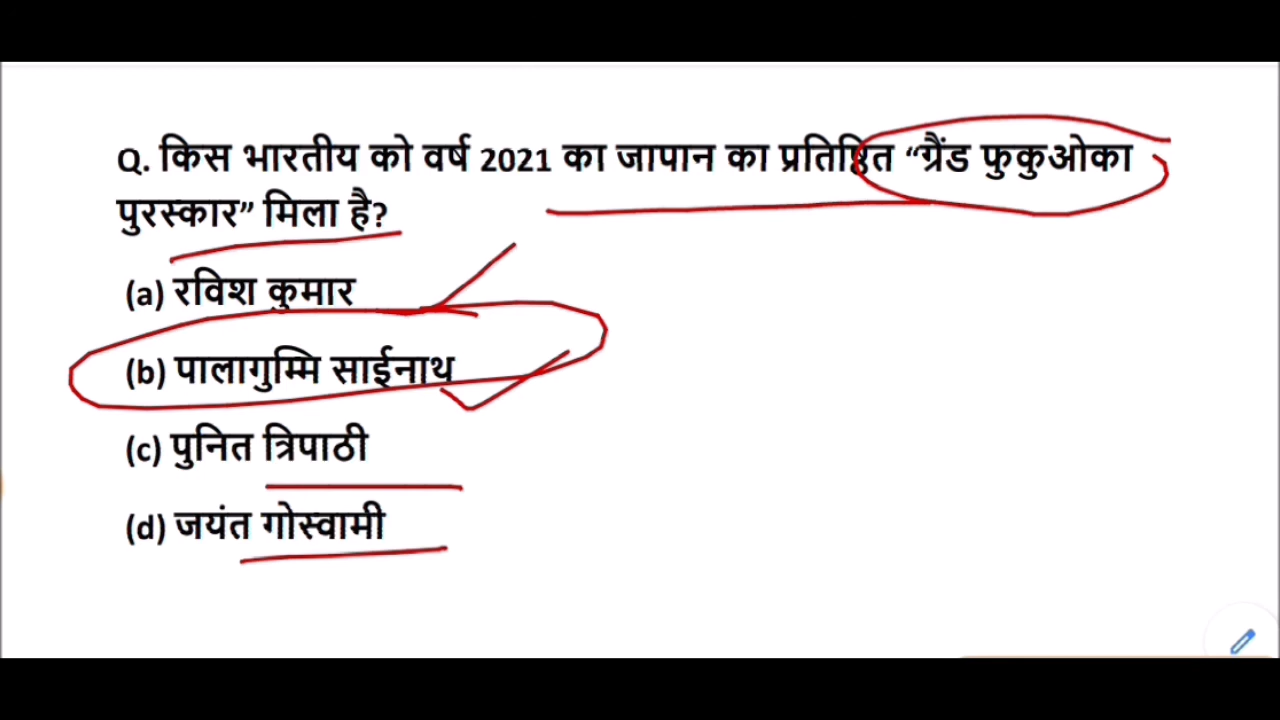 Q. किस भारतीय को वर्ष 2021 का जापान का प्रतिष्ठित “ग्रैंड फुकुओका
पुरस्कार” मिला है?
(a) रविश कुमार
(b) पालागुम्मि साईनाथ
(c) पुनित त्रिपाठी
(d) जयंत गोस्वामी